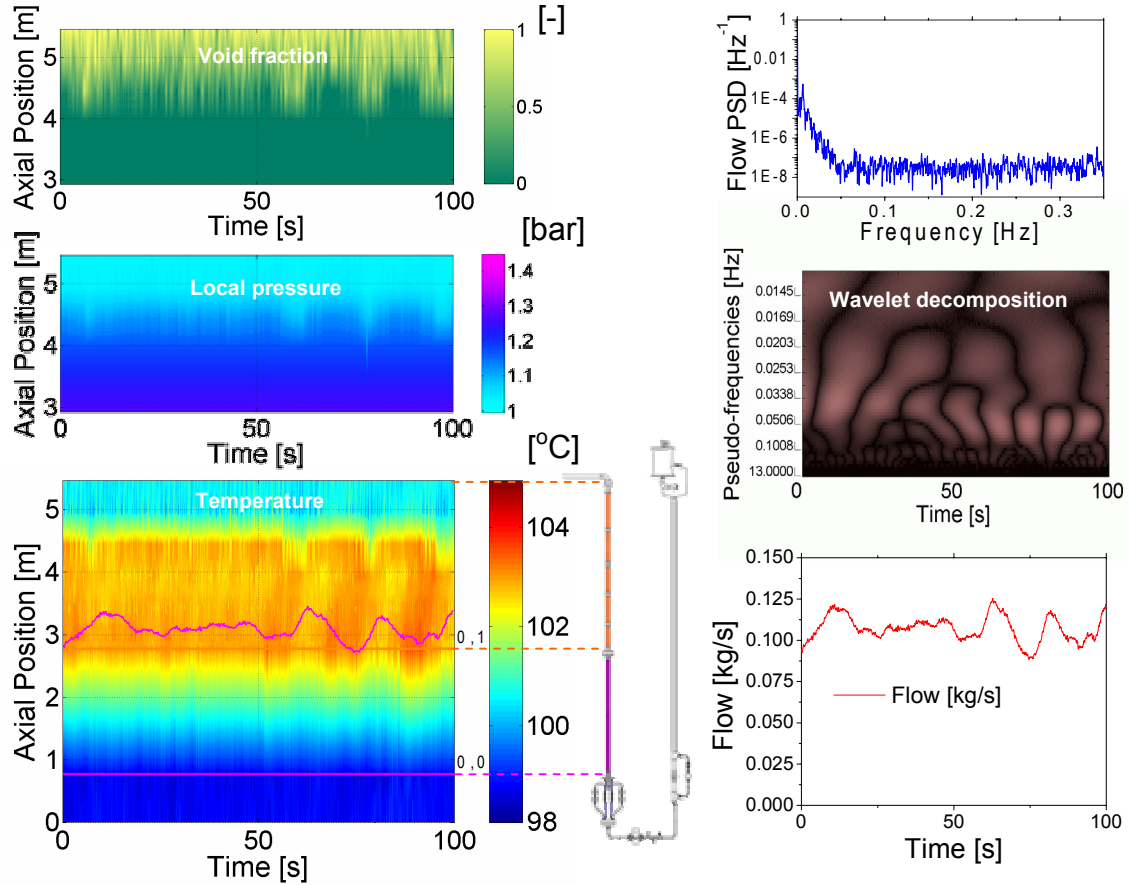 [-]
Void fraction
Axial Position [m]
5
4
3
0
50
100
Time [s]
1
0.5
0
[bar]
Local pressure
Axial Position [m]
5
4
3
0
50
100
Time [s]
1.4
1.3
1.2
1.1
1
[°C]
Temperature
Axial Position [m]
5
4
3
2
1
0
0
50
100
Time [s]
0,1
0,0
104
102
100
98
Flow PSD [Hz-1]
1
0.01
1E-4
1E-6
1E-8
0.0
0.1
0.2
0.3
Frequency [Hz]
Pseudo-frequencies [Hz]
Wavelet decomposition
0.0145
0.0169
0.0203
0.0253
0.0338
0.0506
0.1008
13.0000
0
50
100
Time [s]
Flow [kg/s]
0.150
0.125
0.100
0.075
0.050
0.025
0.000
Flow [kg/s]
0
50
100
Time [s]